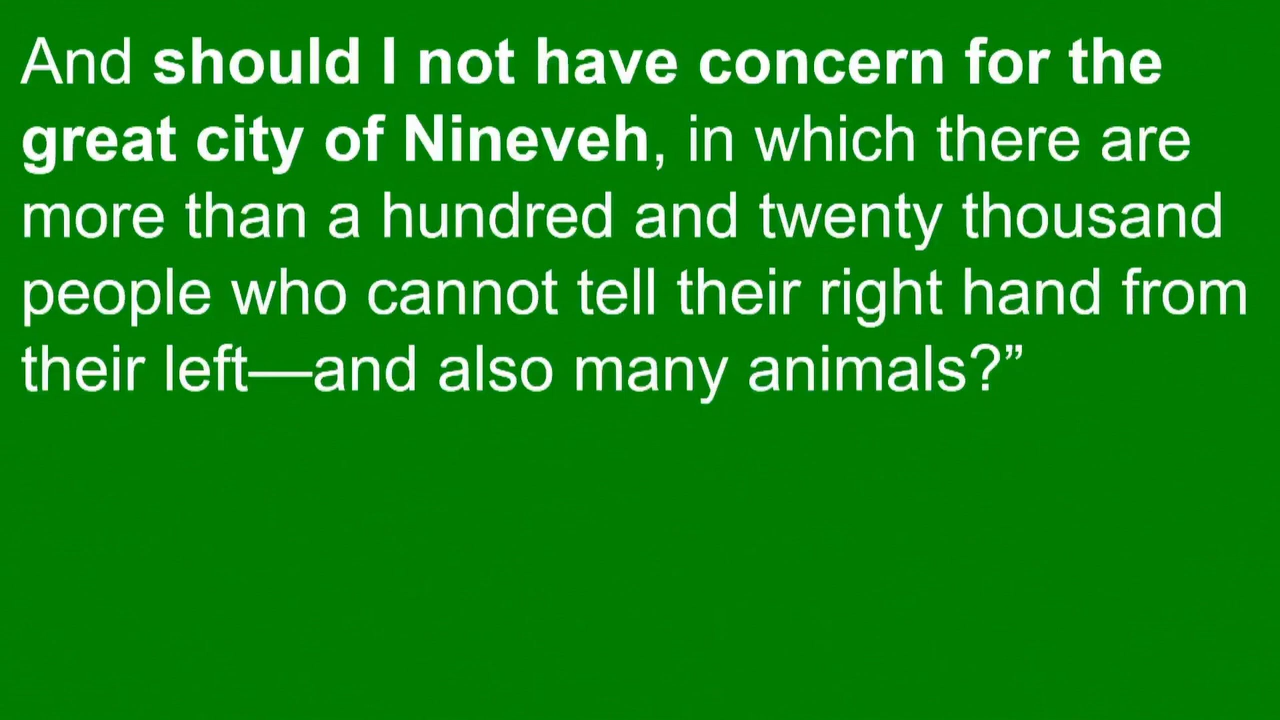 And should I not have concern for the
great city of Nineveh, in which there are
more than a hundred and twenty thousand
people who cannot tell their right hand from
their left—and also many animals?”